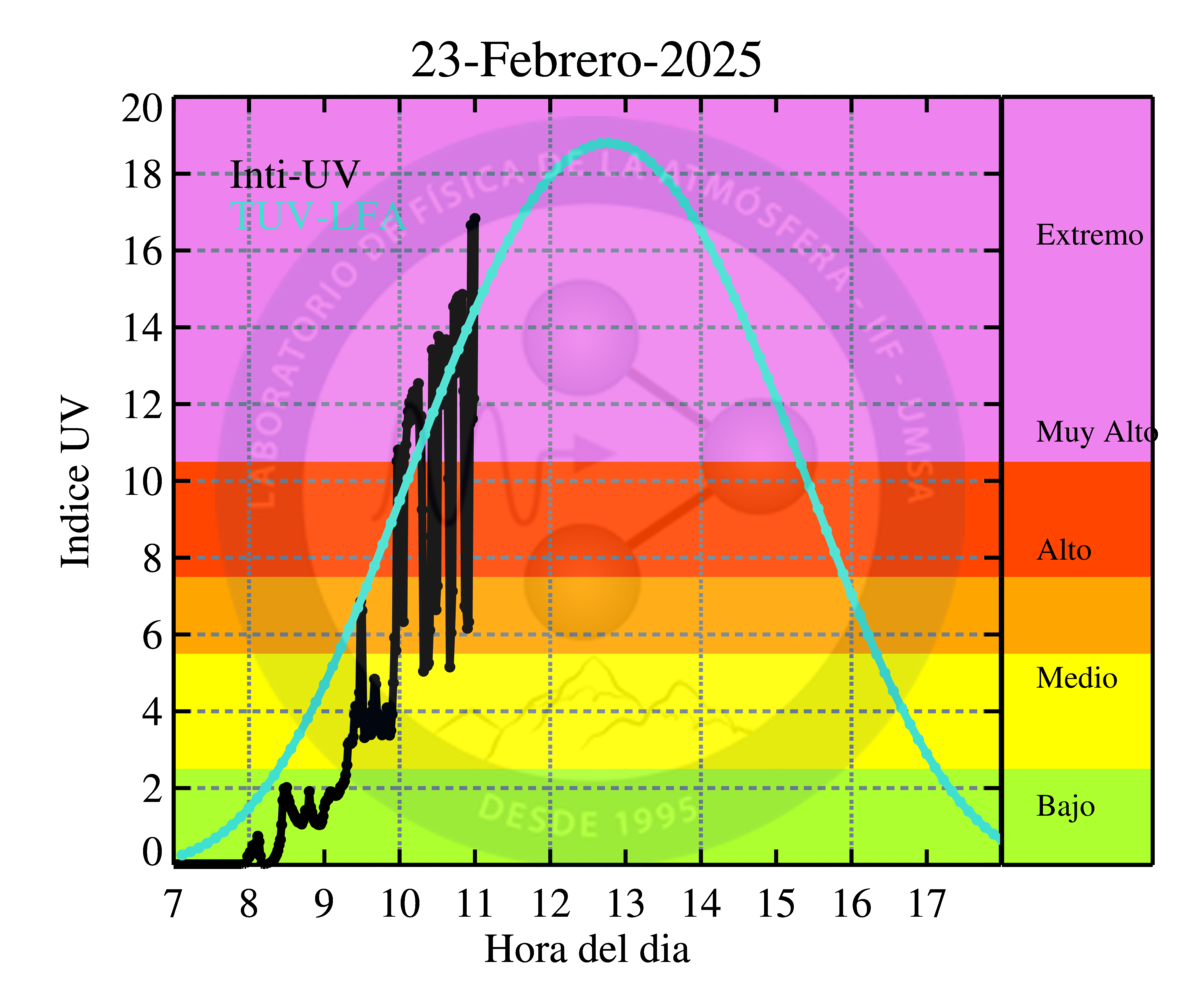 23-Febrero-2025
20
18
16
14
12
10
8
6
4
2
0
Indice UV
Inti-UV
TUV-LFA
LABORATORIO DE FÍSICA DE LA ATMÓSFERA - IIF - UMSA
DESDE 1995
Extremo
Muy Alto
Alto
Medio
Bajo
7 8 9 10 11 12 13 14 15 16 17
Hora del dia